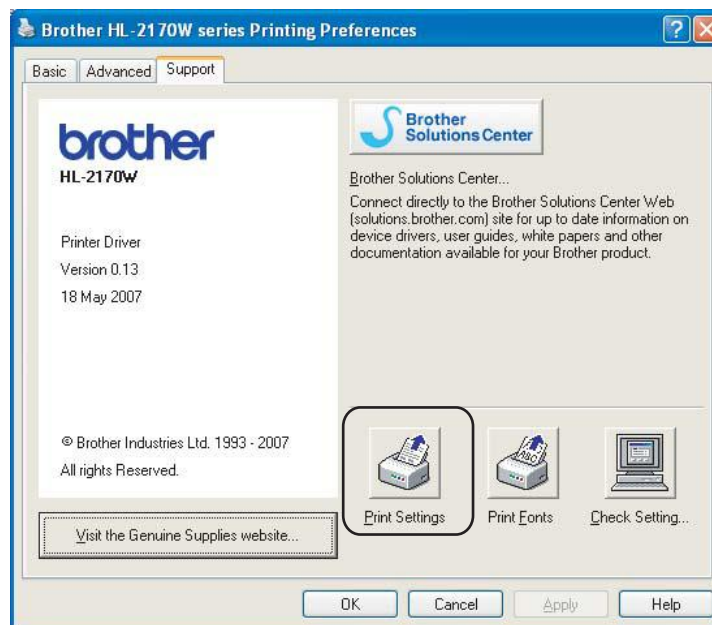 Brother HL-2170W series Printing Preferences
Basic
Advanced
Support
brother
HL-2170W
Printer Driver
Version 0.13
18 May 2007
© Brother Industries Ltd. 1993 - 2007
All rights Reserved.
Visit the Genuine Supplies website...
Brother
Solutions Center
Brother Solutions Center...
Connect directly to the Brother Solutions Center Web
(solutions.brother.com) site for up to date information on
device drivers, user guides, white papers and other
documentation available for your Brother product.
Print Settings
Print Fonts
Check Setting...
OK
Cancel
Apply
Help